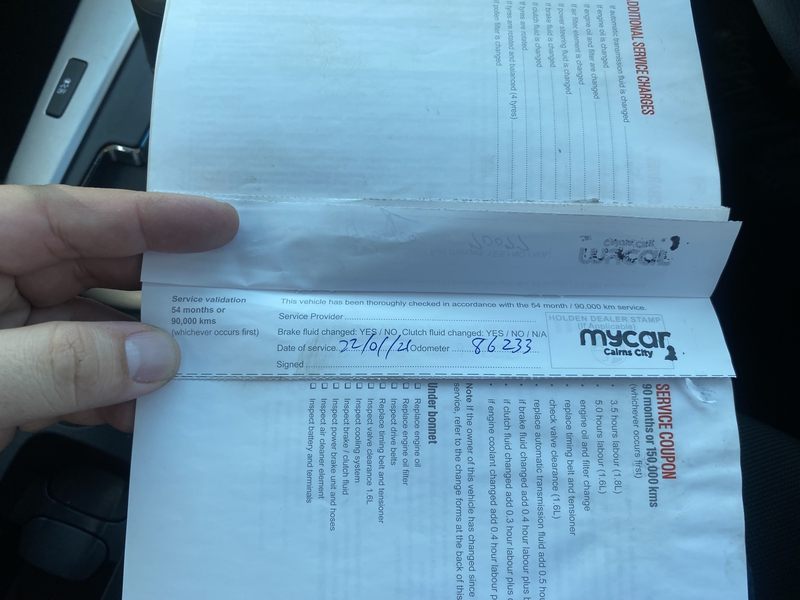 ADDITIONAL SERVICE CHARGES
If automatic transmission fluid is changed
If engine oil is changed
If engine oil and filter are changed
If air filter element is changed
If power steering fluid is changed
If brake fluid is changed
If clutch fluid is changed
If tyres are rotated
If tyres are rotated and balanced (4 tyres)
If pollen filter is changed
Service validation
54 months or
90,000 kms
(whichever occurs first)
This vehicle has been thoroughly checked in accordance with the 54 month / 90,000 km service.
Service Provider
Brake fluid changed: YES / NO Clutch fluid changed: YES / NO / N/A
Date of service 22/01/21 Odometer 86233
Signed
HOLDEN DEALER STAMP
(If Applicable)
mycar
Cairns City
SERVICE COUPON
90 months or 150,000 kms
(whichever occurs first)
• 3.5 hours labour (1.8L)
• 5.0 hours labour (1.6L)
• engine oil and filter change
• replace timing belt and tensioner
• check valve clearance (1.6L)
• replace automatic transmission fluid add 0.5 hou
• if brake fluid changed add 0.4 hour labour plus b
• if clutch fluid changed add 0.3 hour labour plus
• if engine coolant changed add 0.4 hour labour p
Note If the owner of this vehicle has changed since
service, refer to the change forms at the back of this
Under bonnet
❑ Replace engine oil
❑ Replace engine oil filter
❑ Inspect drive belts
❑ Replace timing belt and tensioner
❑ Inspect valve clearance 1.6L
❑ Inspect cooling system
❑ Inspect brake / clutch fluid
❑ Inspect power brake unit and hoses
❑ Inspect air cleaner element
❑ Inspect battery and terminals